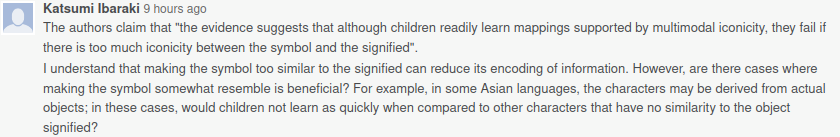 Katsumi Ibaraki 9 hours ago
The authors claim that "the evidence suggests that although children readily learn mappings supported by multimodal iconicity, they fail if
there is too much iconicity between the symbol and the signified".
I understand that making the symbol too similar to the signified can reduce its encoding of information. However, are there cases where
making the symbol somewhat resemble is beneficial? For example, in some Asian languages, the characters may be derived from actual
objects; in these cases, would children not learn as quickly when compared to other characters that have no similarity to the object
signified?